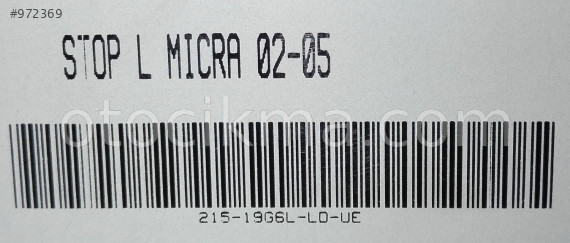 #972369
STOP L MICRA 02-05
otocikma.com
215-19G6L-LD-UE